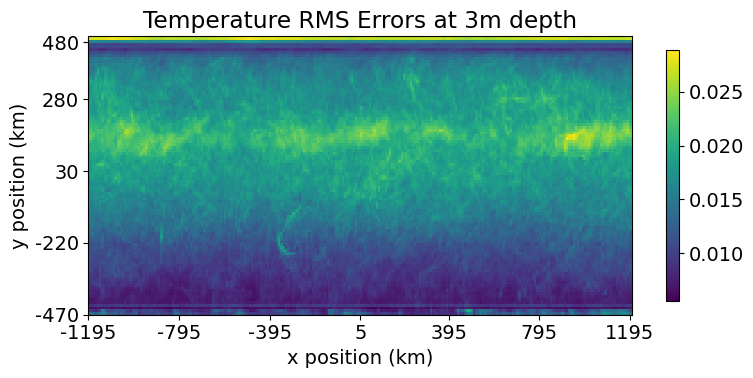 Temperature RMS Errors at 3m depth
480
280
30
-220
-470
y position (km)
-1195 -795 -395 5 395 795 1195
x position (km)
0.025
0.020
0.015
0.010